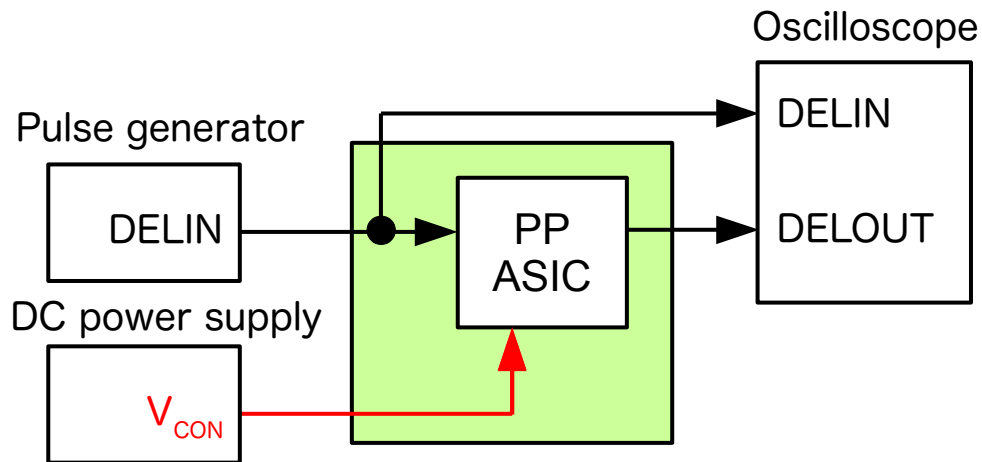 Oscilloscope
DELIN
Pulse generator
DELIN
PP
ASIC
DELOUT
DC power supply
VCON